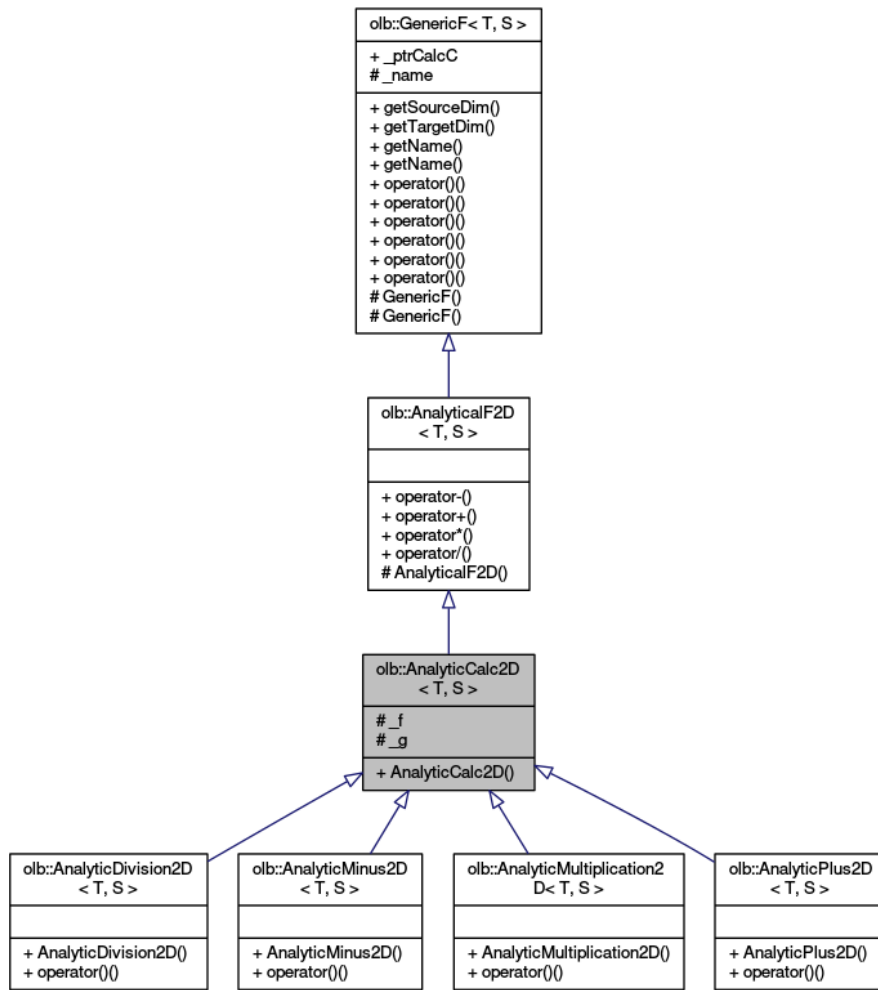 olb::GenericF< T, S >
+ _ptrCalcC
# _name
+ getSourceDim()
+ getTargetDim()
+ getName()
+ getName()
+ operator()()
+ operator()()
+ operator()()
+ operator()()
+ operator()()
+ operator()()
# GenericF()
# GenericF()
olb::AnalyticalF2D
< T, S >
+ operator-()
+ operator+()
+ operator*()
+ operator/()
# AnalyticalF2D()
olb::AnalyticCalc2D
< T, S >
# _f
# _g
+ AnalyticCalc2D()
olb::AnalyticDivision2D
< T, S >
+ AnalyticDivision2D()
+ operator()()
olb::AnalyticMinus2D
< T, S >
+ AnalyticMinus2D()
+ operator()()
olb::AnalyticMultiplication2
D< T, S >
+ AnalyticMultiplication2D()
+ operator()()
olb::AnalyticPlus2D
< T, S >
+ AnalyticPlus2D()
+ operator()()